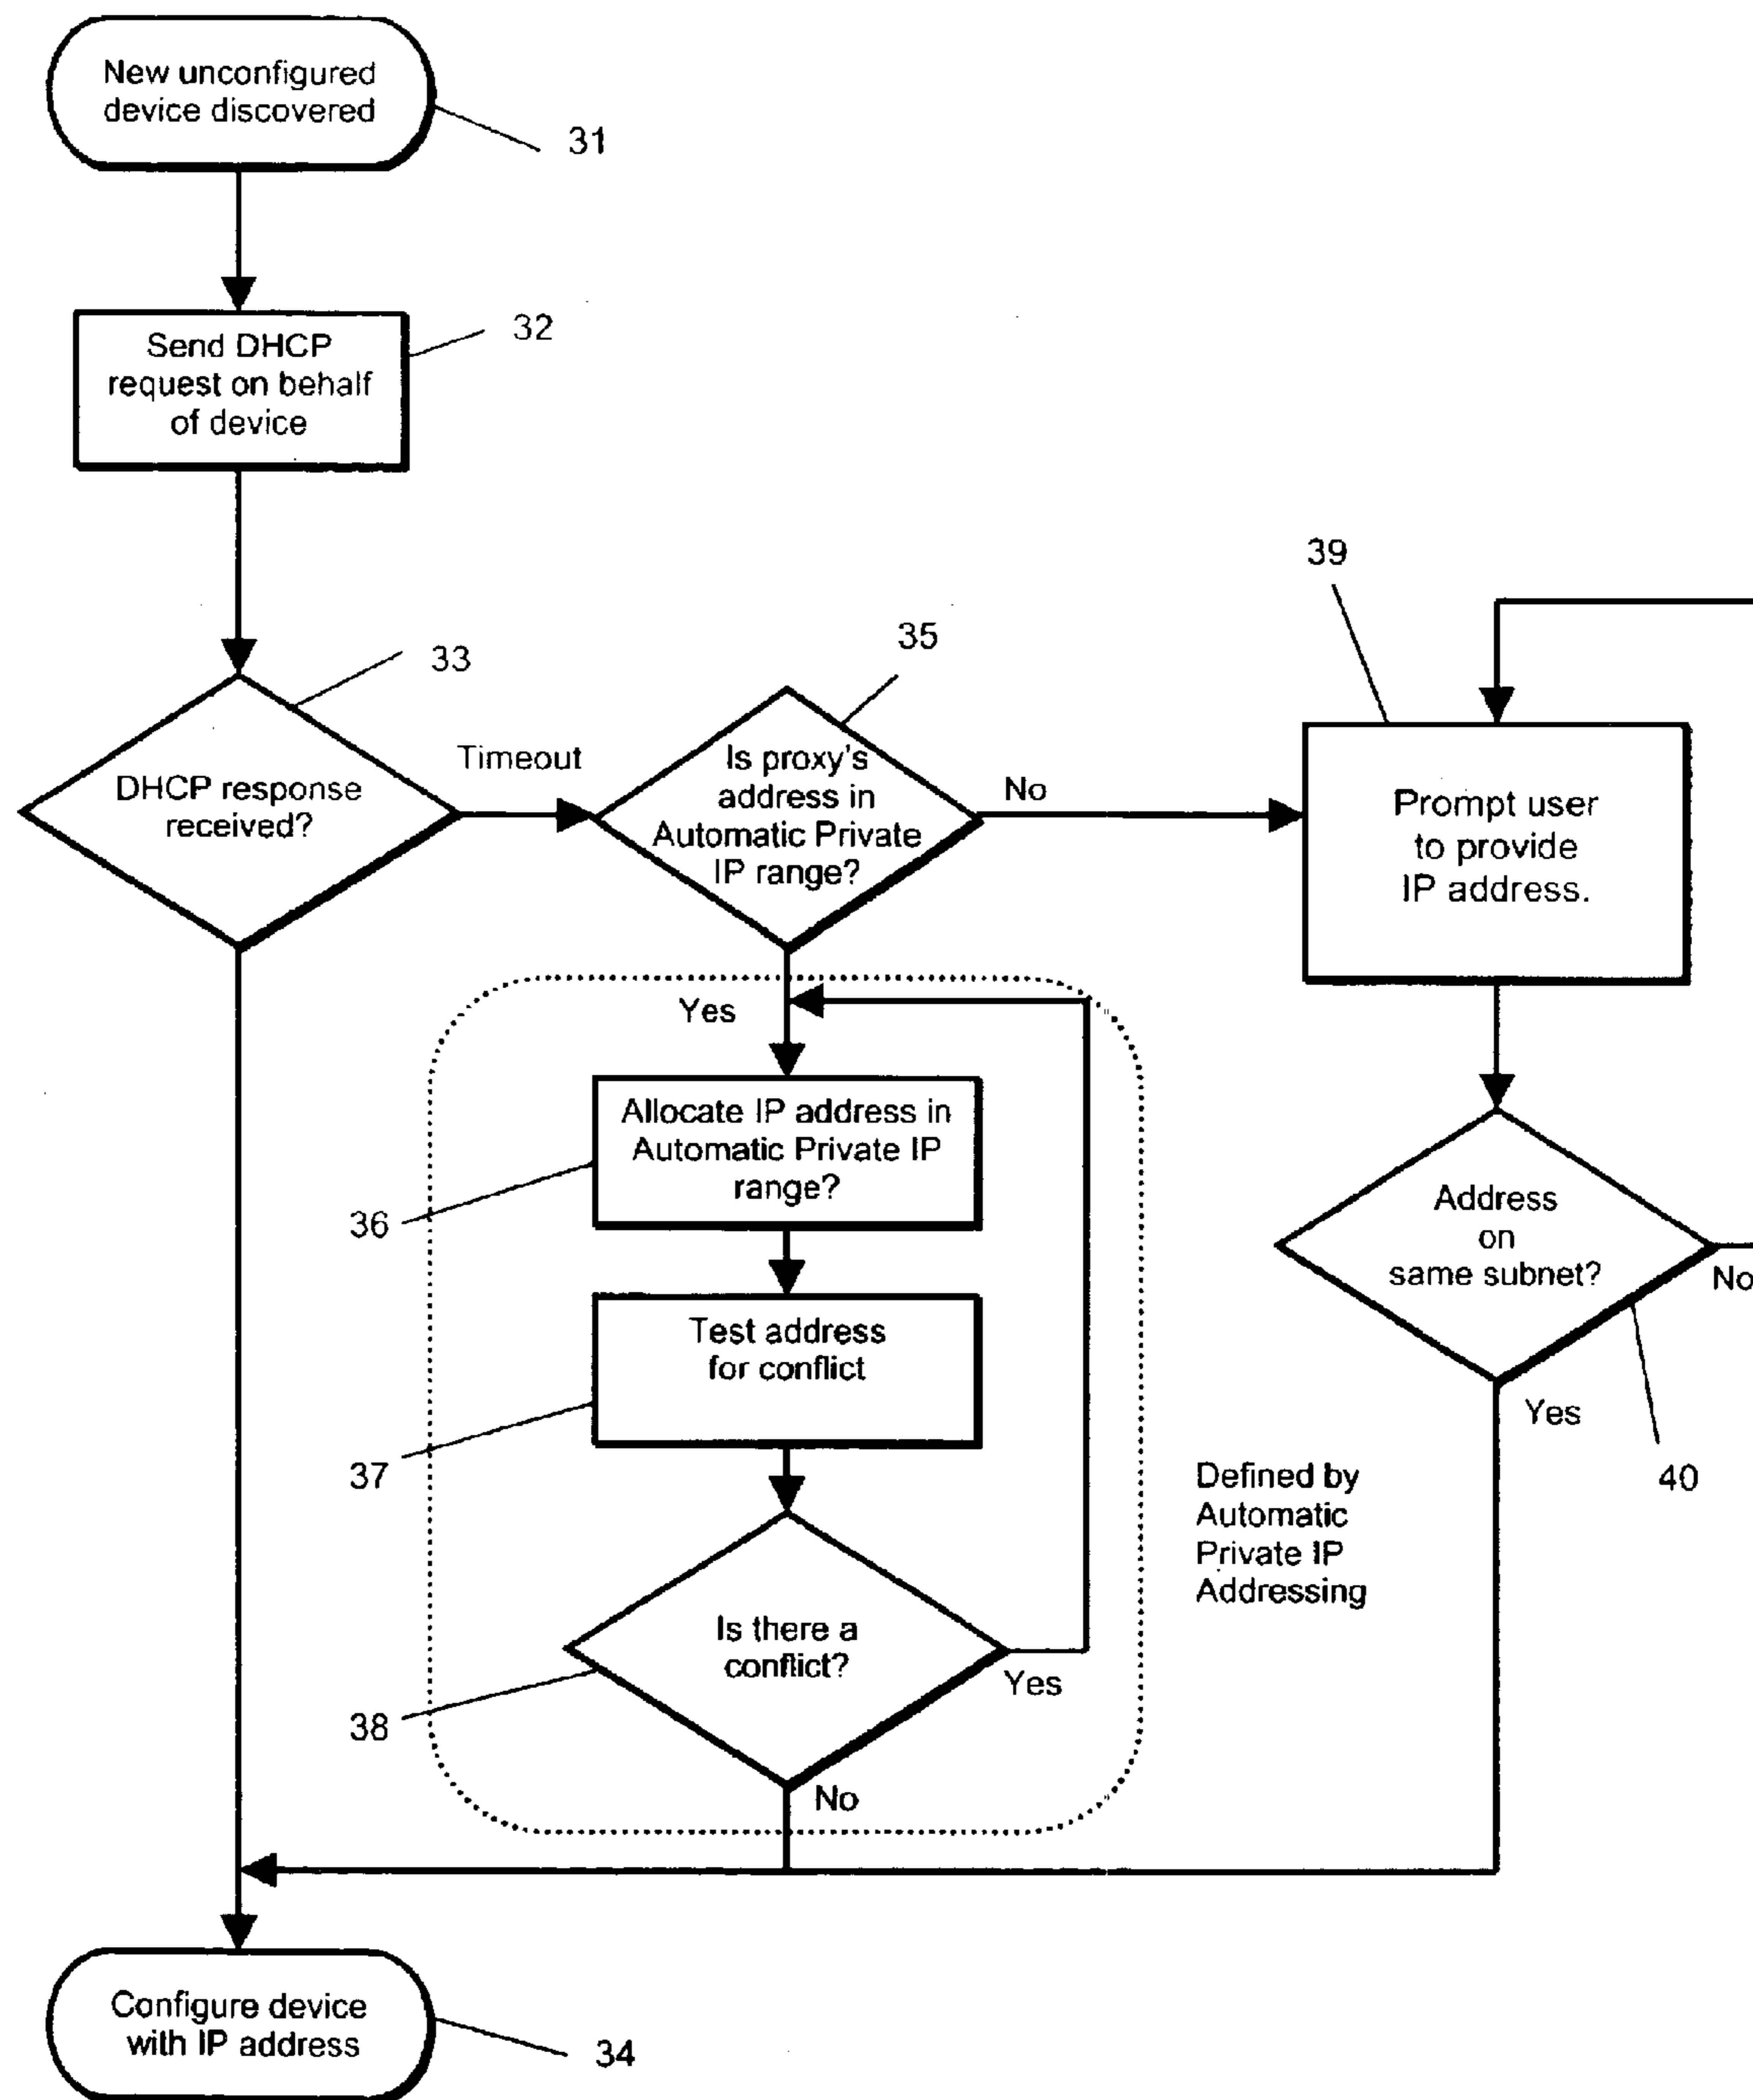 New unconfigured
device discovered
31
Send DHCP
request on behalf
of device
32
39
33
35
DHCP response
received?
Timeout
Is proxy's
address in
Automatic Private
IP range?
No
Prompt user
to provide
IP address.
Yes
Allocate IP address in
Automatic Private IP
range?
36
Address
on
same subnet?
No
Test address
for conflict
37
Yes
40
Defined by
Automatic
Private IP
Addressing
Is there a
conflict?
Yes
38
No
Configure device
with IP address
34